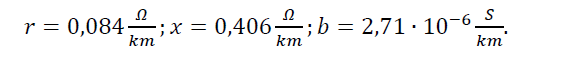 r = 0,084 Ω/km ; x = 0,406 Ω/km ; b = 2,71 · 10⁻⁶ S/km.